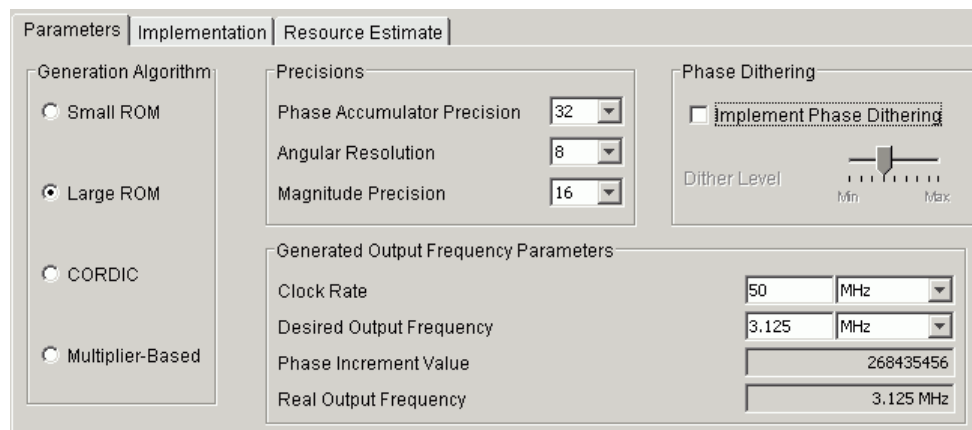 Parameters Implementation Resource Estimate
Generation Algorithm
Small ROM
Large ROM
CORDIC
Multiplier-Based
Precisions
Phase Accumulator Precision 32
Angular Resolution 8
Magnitude Precision 16
Phase Dithering
Implement Phase Dithering
Dither Level
Min Max
Generated Output Frequency Parameters
Clock Rate 50 MHz
Desired Output Frequency 3.125 MHz
Phase Increment Value 268435456
Real Output Frequency 3.125 MHz